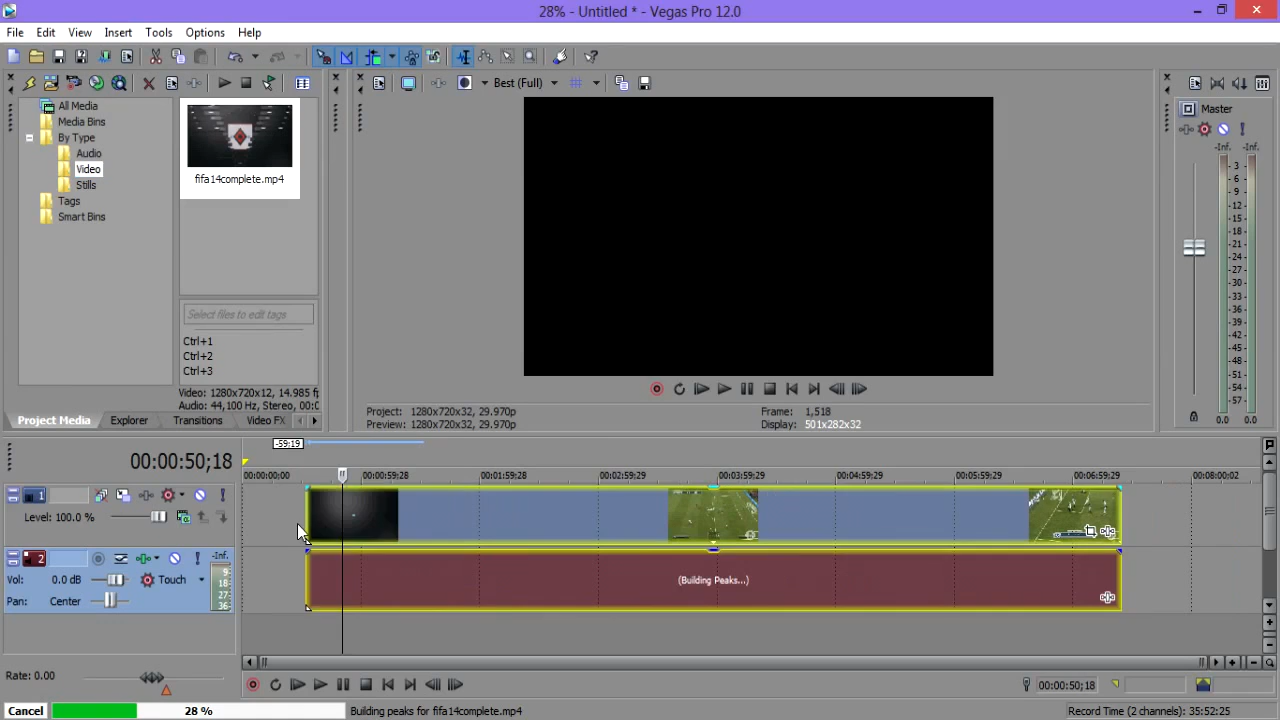 28% - Untitled * - Vegas Pro 12.0
File Edit View Insert Tools Options Help
Best (Full)
All Media
Media Bins
By Type
Audio
Video
Stills
Tags
Smart Bins
fifa14complete.mp4
Select files to edit tags
Ctrl+1
Ctrl+2
Ctrl+3
Video: 1280x720x12, 14.985 f
Audio: 44,100 Hz, Stereo, 00:
Project Media Explorer Transitions Video FX
Project: 1280x720x32, 29.970p
Preview: 1280x720x32, 29.970p
Frame: 1,518
Display: 501x282x32
Master
-Inf. -Inf.
3
6
9
12
15
18
21
24
27
30
33
36
39
42
45
48
51
54
57
0.0 0.0
-59:19
00:00:50;18
00:00:00;00 00:00:59:28 00:01:59:28 00:02:59:29 00:03:59:29 00:04:59:29 00:05:59:29 00:06:59:29 00:08:00:02
1
Level: 100.0 %
2
Vol: 0.0 dB Touch
Pan: Center
-Inf.
9
18
27
36
(Building Peaks...)
Rate: 0.00
00:00:50;18
Cancel 28 % Building peaks for fifa14complete.mp4
Record Time (2 channels): 35:52:25